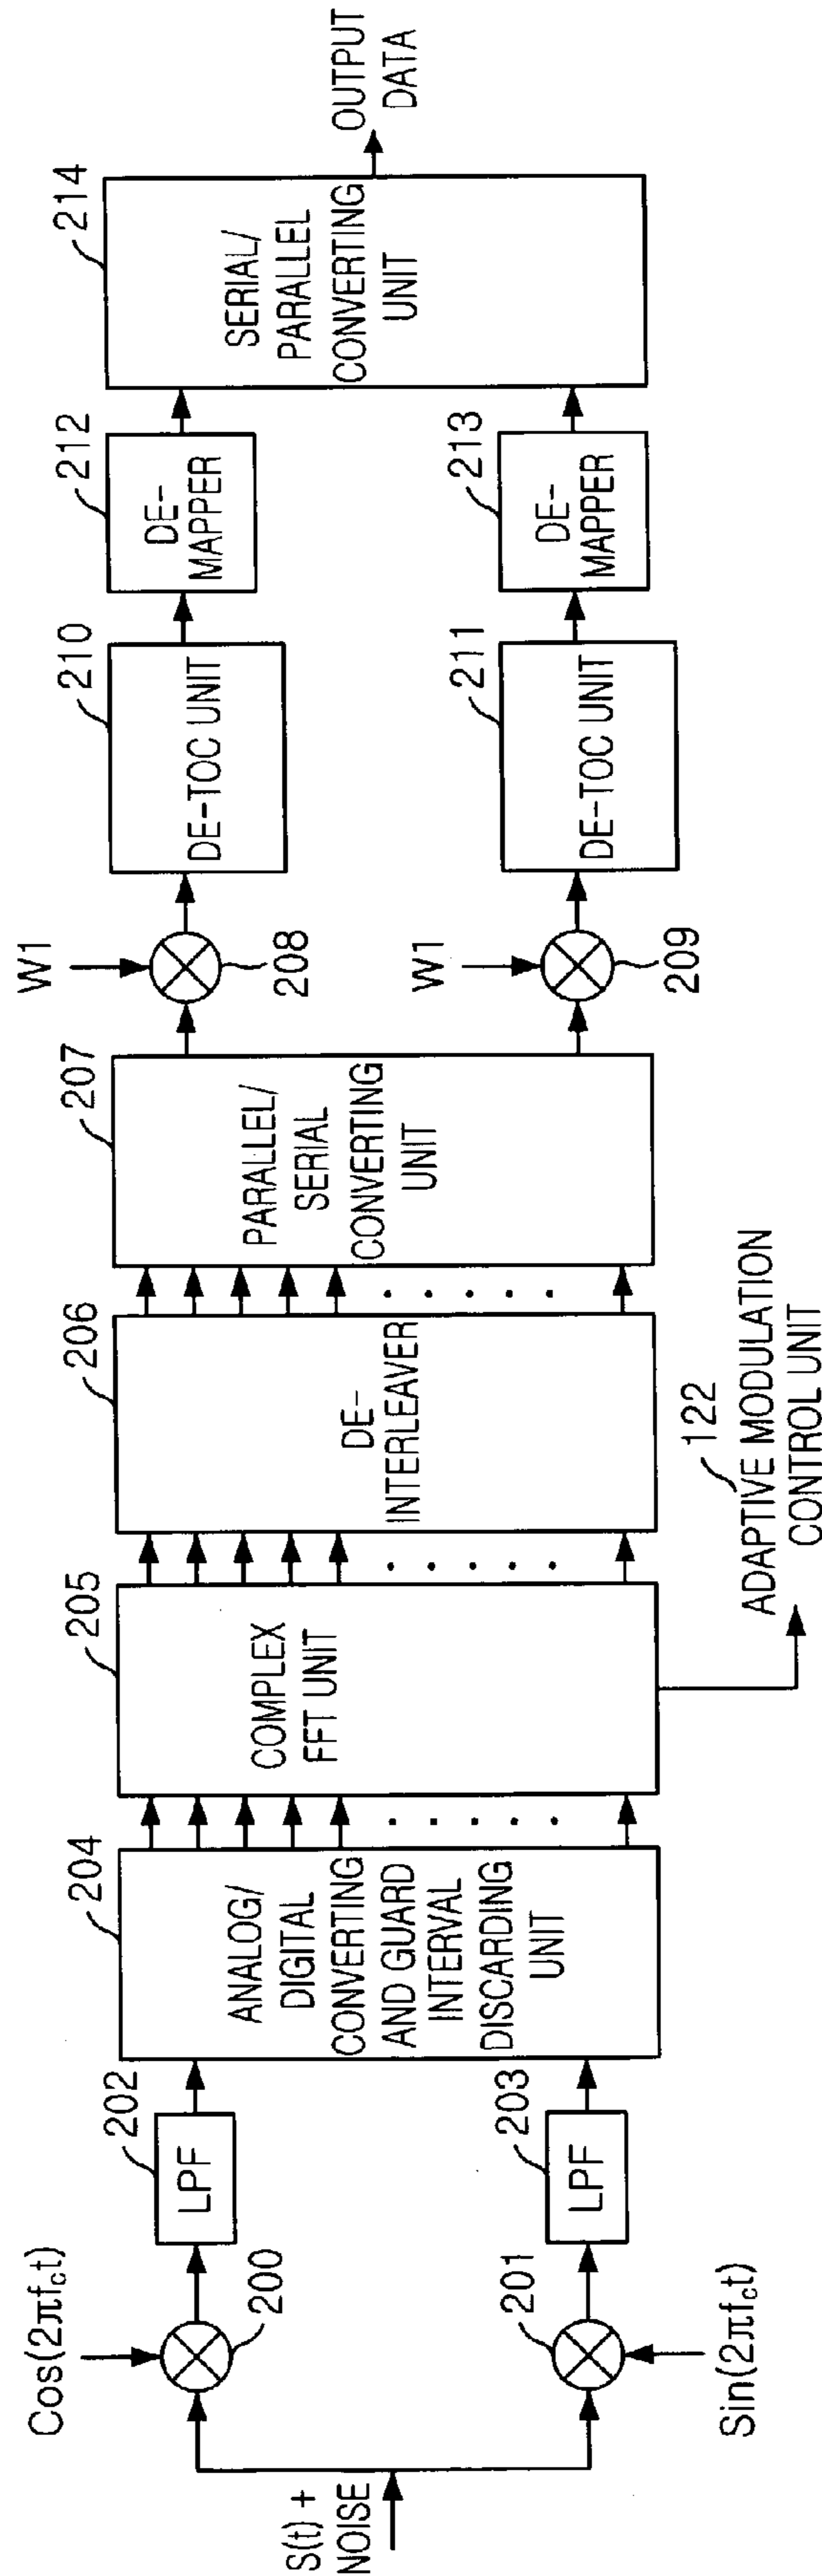 S(t) +
NOISE
Cos(2πfct)
200
Sin(2πfct)
201
202
LPF
203
LPF
204
ANALOG/
DIGITAL
CONVERTING
AND GUARD
INTERVAL
DISCARDING
UNIT
205
COMPLEX
FFT UNIT
122
ADAPTIVE MODULATION
CONTROL UNIT
206
DE-
INTERLEAVER
207
PARALLEL/
SERIAL
CONVERTING
UNIT
W1
208
W1
209
210
DE-TOC UNIT
211
DE-TOC UNIT
212
DE-
MAPPER
213
DE-
MAPPER
214
SERIAL/
PARALLEL
CONVERTING
UNIT
OUTPUT
DATA